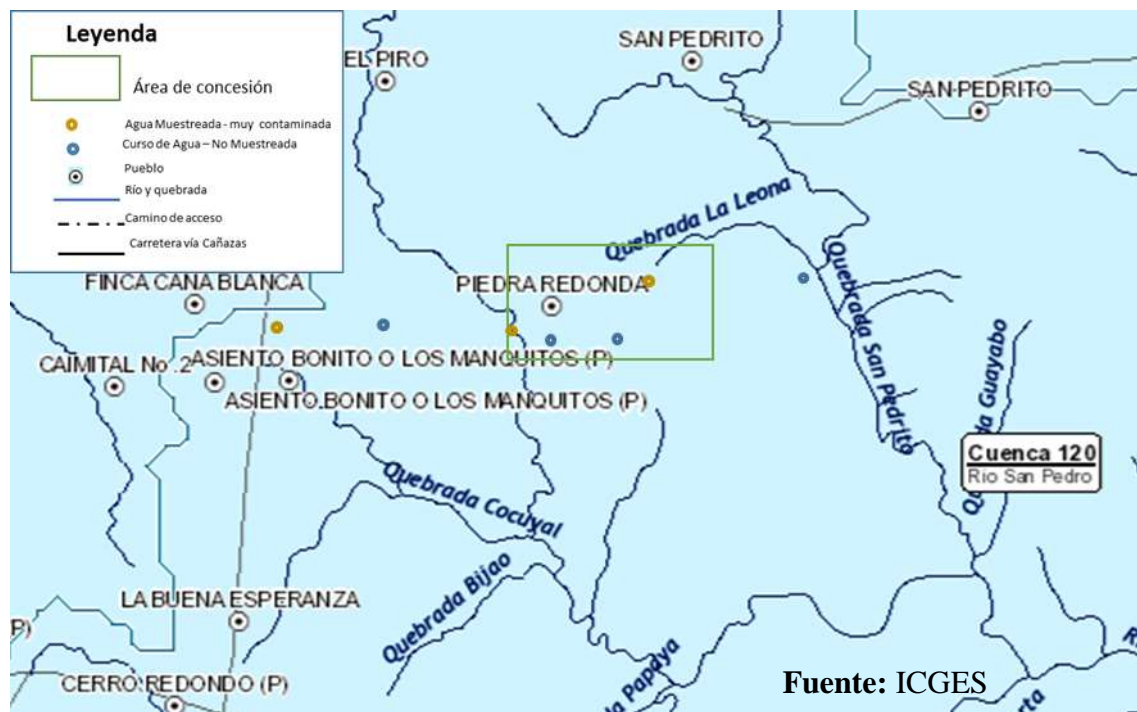 Leyenda
Área de concesión
Agua Muestreada - muy contaminada
Curso de Agua – No Muestreada
Pueblo
Río y quebrada
Camino de acceso
Carretera vía Cañazas
EL PIRO
SAN PEDRITO
SAN PEDRITO
Quebrada La Leona
FINCA CANA BLANCA
PIEDRA REDONDA
Quebrada San Pedrito
CAIMITAL No .2
ASIENTO BONITO O LOS MANQUITOS (P)
ASIENTO BONITO O LOS MANQUITOS (P)
Guayabo
Cuenca 120
Rio San Pedro
Quebrada Cocuyal
Quebrada Bijao
LA BUENA ESPERANZA
P)
Papaya
CERRO REDONDO (P)
Fuente: ICGES